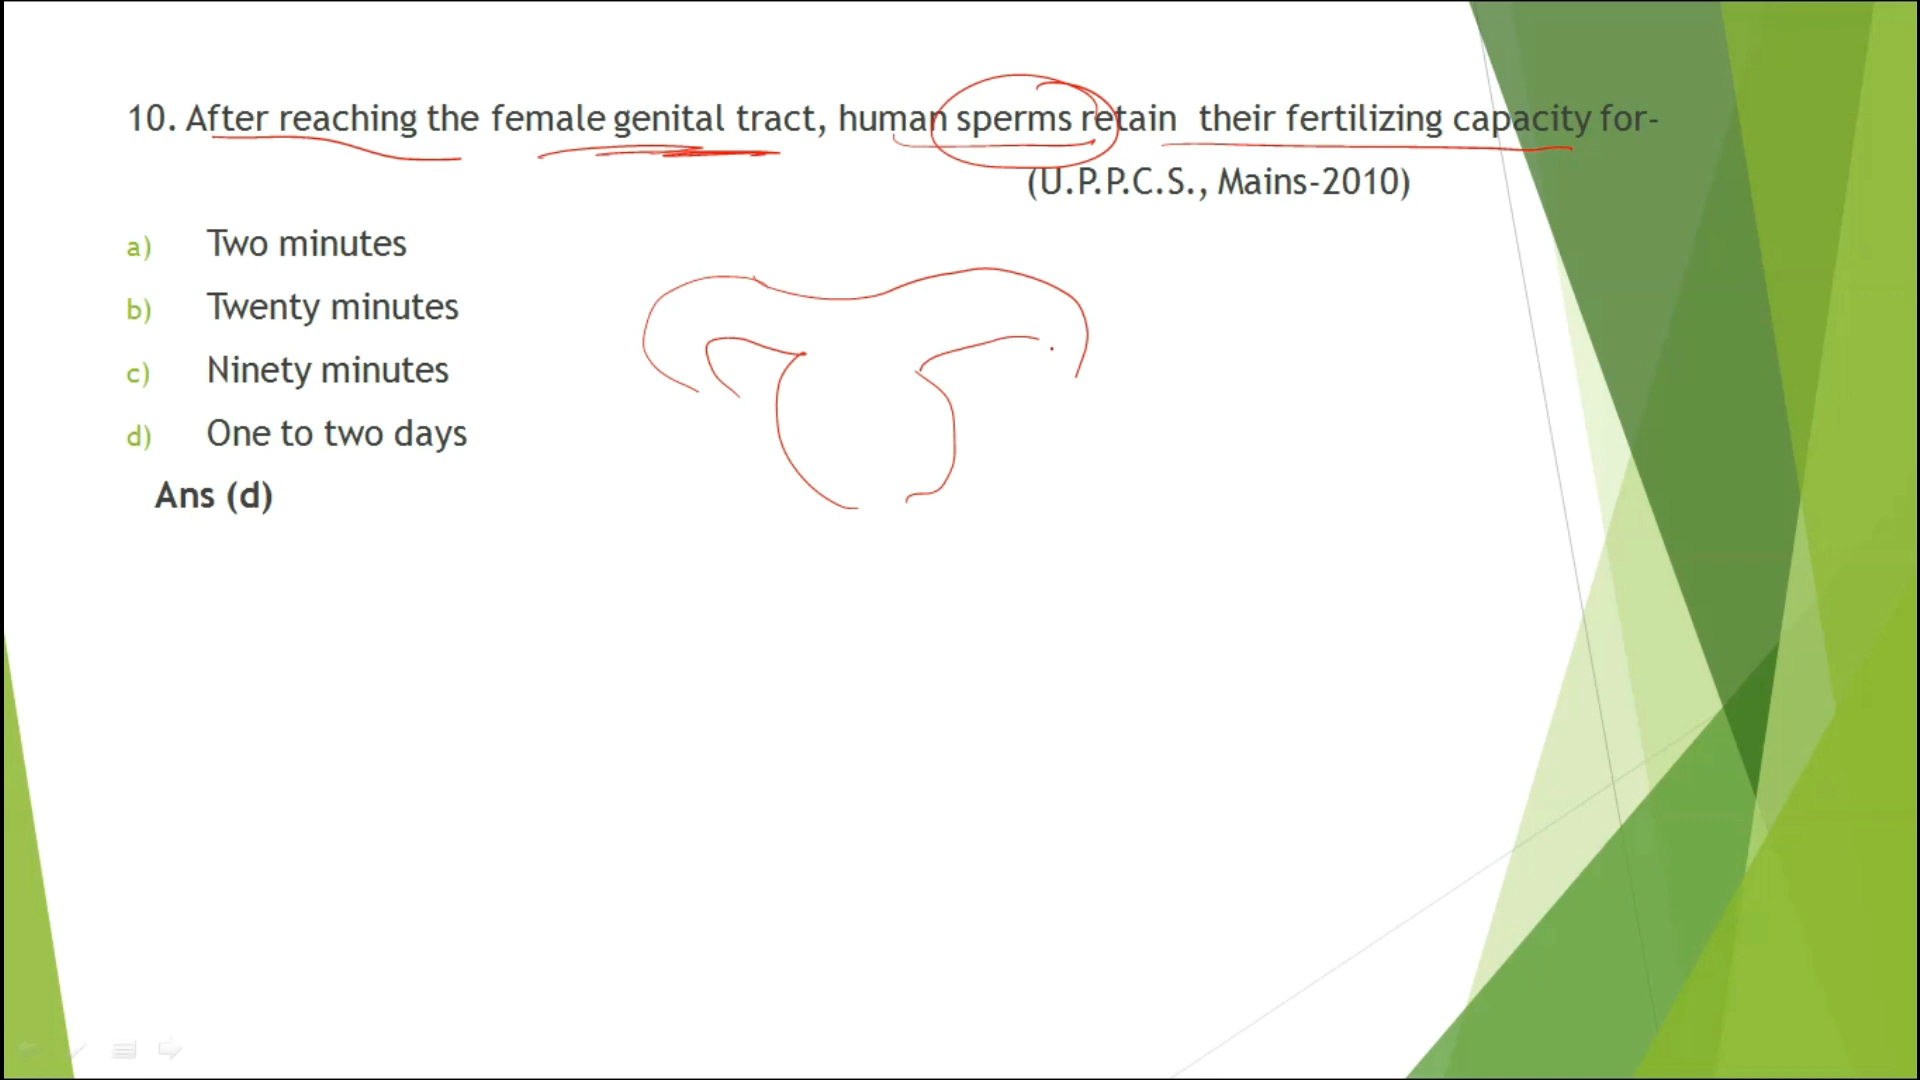 10. After reaching the female genital tract, human sperms retain their fertilizing capacity for-
(U.P.P.C.S., Mains-2010)
a) Two minutes
b) Twenty minutes
c) Ninety minutes
d) One to two days
Ans (d)